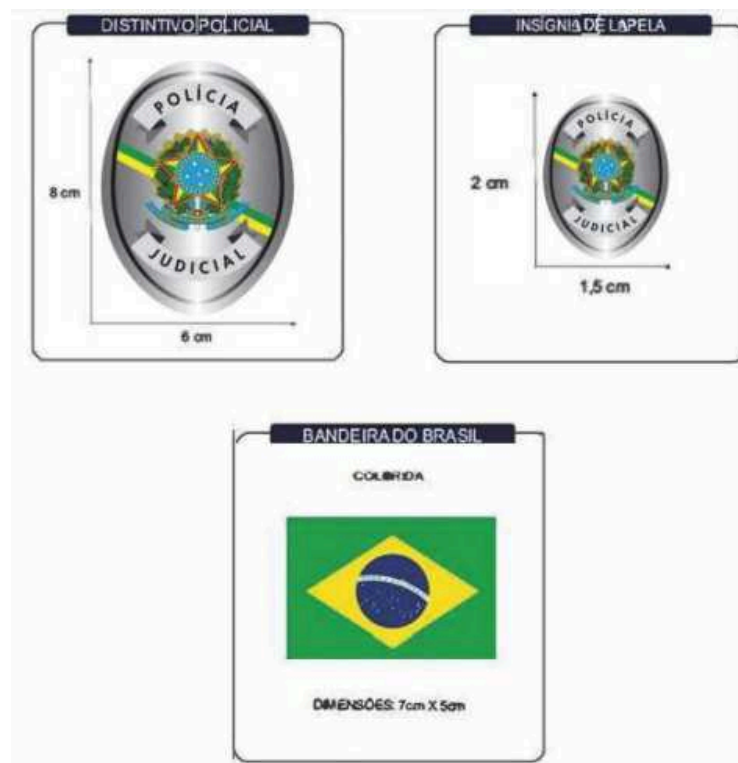 DISTINTIVO POLICIAL
POLÍCIA
JUDICIAL
8 cm
6 cm
INSÍGNIA DE LAPELA
POLÍCIA
JUDICIAL
2 cm
1,5 cm
BANDEIRA DO BRASIL
COLORIDA
DIMENSÕES: 7cm X 5cm